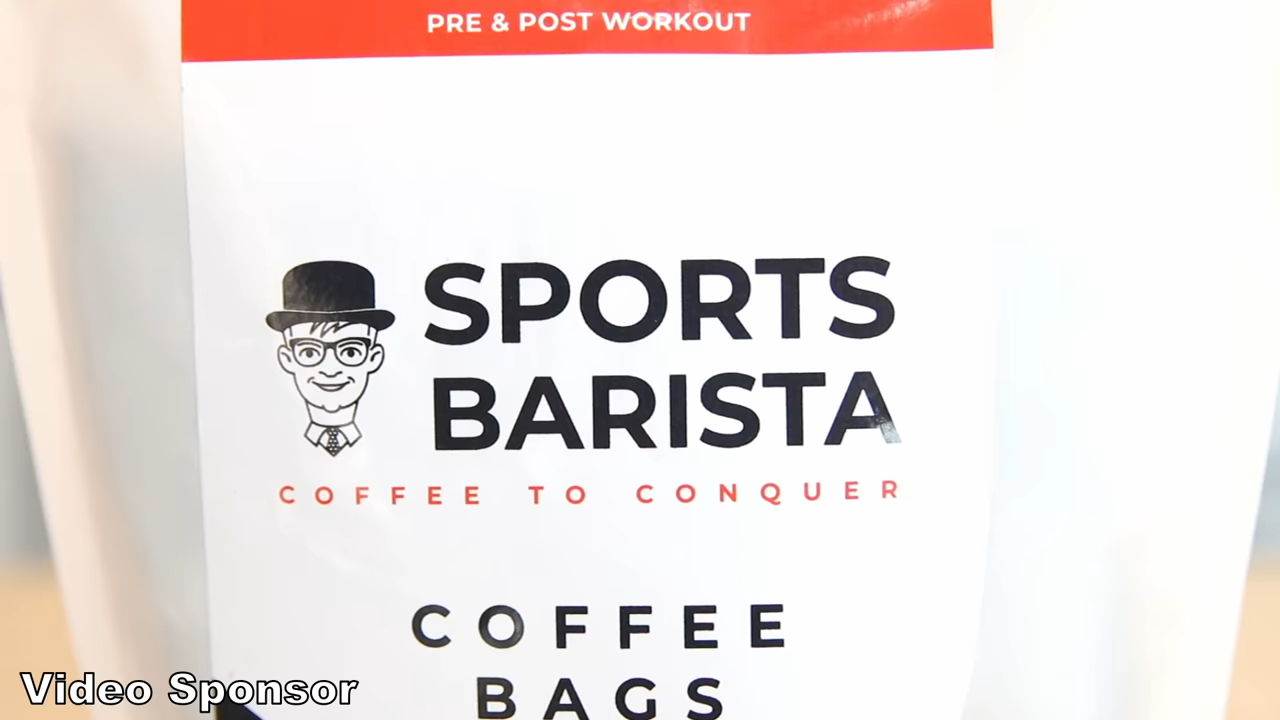 PRE & POST WORKOUT
SPORTS
BARISTA
COFFEE TO CONQUER
COFFEE
BAGS
Video Sponsor